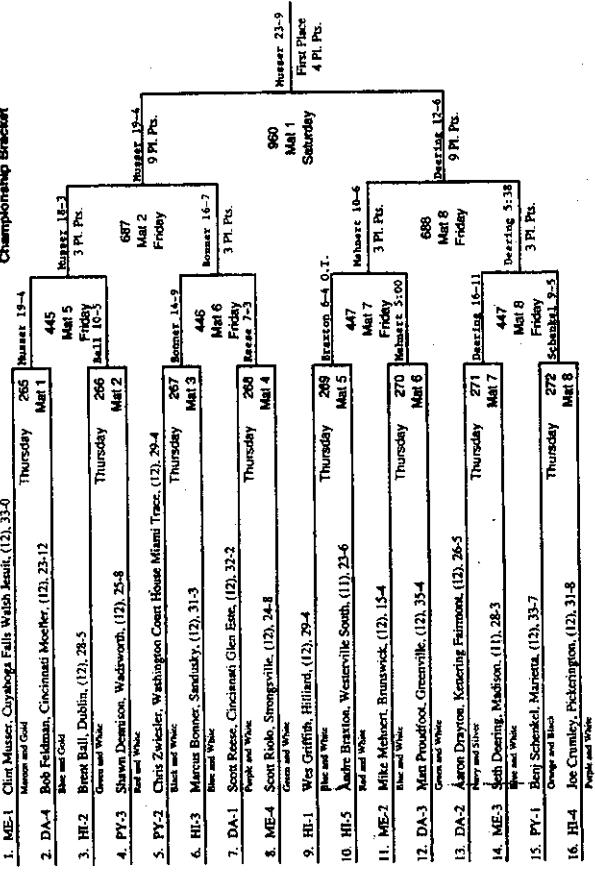 Championship Bracket
1. ME-1 Clint Musser, Cuyahoga Falls Walsh Jesuit, (12), 33-0
Maroon and Gold
Thursday 265
Mat 1
2. DA-4 Bob Feldman, Cincinnati Moeller, (12), 23-12
Blue and Gold
3. HI-2 Brent Ball, Dublin, (12), 28-5
Green and White
Thursday 266
Mat 2
4. PY-3 Shawn Dennison, Wadsworth, (12), 25-8
Red and White
5. PY-2 Chris Zwiesler, Washington Court House Miami Trace, (12), 29-4
Black and White
Thursday 267
Mat 3
6. HI-3 Marcus Bonner, Sandusky, (12), 31-3
Blue and White
7. DA-1 Scott Reese, Cincinnati Glen Este, (12), 32-2
Purple and White
Thursday 268
Mat 4
8. ME-4 Scott Riolo, Strongsville, (12), 24-8
Green and White
9. HI-1 Wes Griffith, Hilliard, (12), 29-4
Blue and White
Thursday 269
Mat 5
10. HI-5 Andre Braxton, Westerville South, (11), 23-6
Red and White
11. ME-2 Mike Mehnert, Brunswick, (12), 15-4
Blue and White
Thursday 270
Mat 6
12. DA-3 Matt Proudfoot, Greenville, (12), 35-4
Green and White
13. DA-2 Aaron Drayton, Kettering Fairmont, (12), 26-5
Navy and Silver
Thursday 271
Mat 7
14. ME-3 Seth Deering, Madison, (11), 28-3
Blue and White
15. PY-1 Benj Schenkel, Marietta, (12), 33-7
Orange and Black
Thursday 272
Mat 8
16. HI-4 Joe Crumley, Pickerington, (12), 31-8
Purple and White
Musser 19-4
445
Mat 5
Friday
Ball 10-5
Bonner 14-9
446
Mat 6
Friday
Reese 7-3
Braxton 6-4 O.T.
447
Mat 7
Friday
Mehnert 5:00
Deering 16-11
447
Mat 8
Friday
Schenkel 9-5
Musser 18-3
3 Pl. Pts.
687
Mat 2
Friday
Bonner 16-7
3 Pl. Pts.
Mehnert 10-6
3 Pl. Pts.
688
Mat 8
Friday
Deering 5:38
3 Pl. Pts.
Musser 19-4
9 Pl. Pts.
960
Mat 1
Saturday
Deering 12-6
9 Pl. Pts.
Musser 23-9
First Place
4 Pl. Pts.